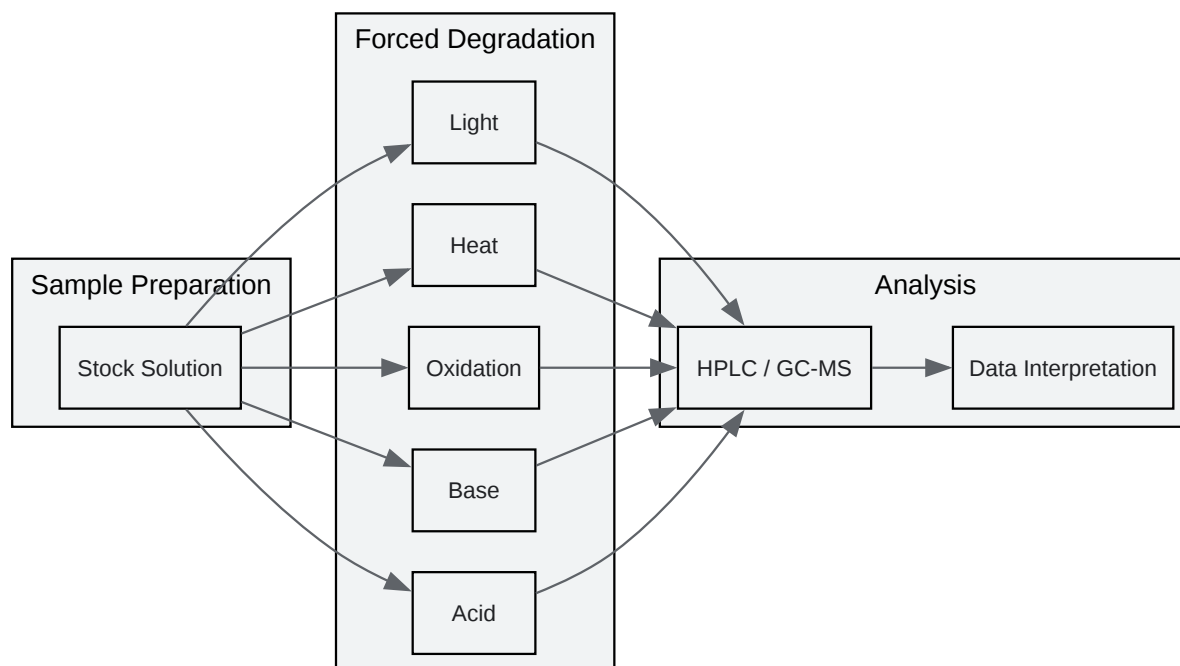 Forced Degradation
Light
Heat
Sample Preparation
Analysis
Stock Solution
Oxidation
HPLC / GC-MS
Data Interpretation
Base
Acid